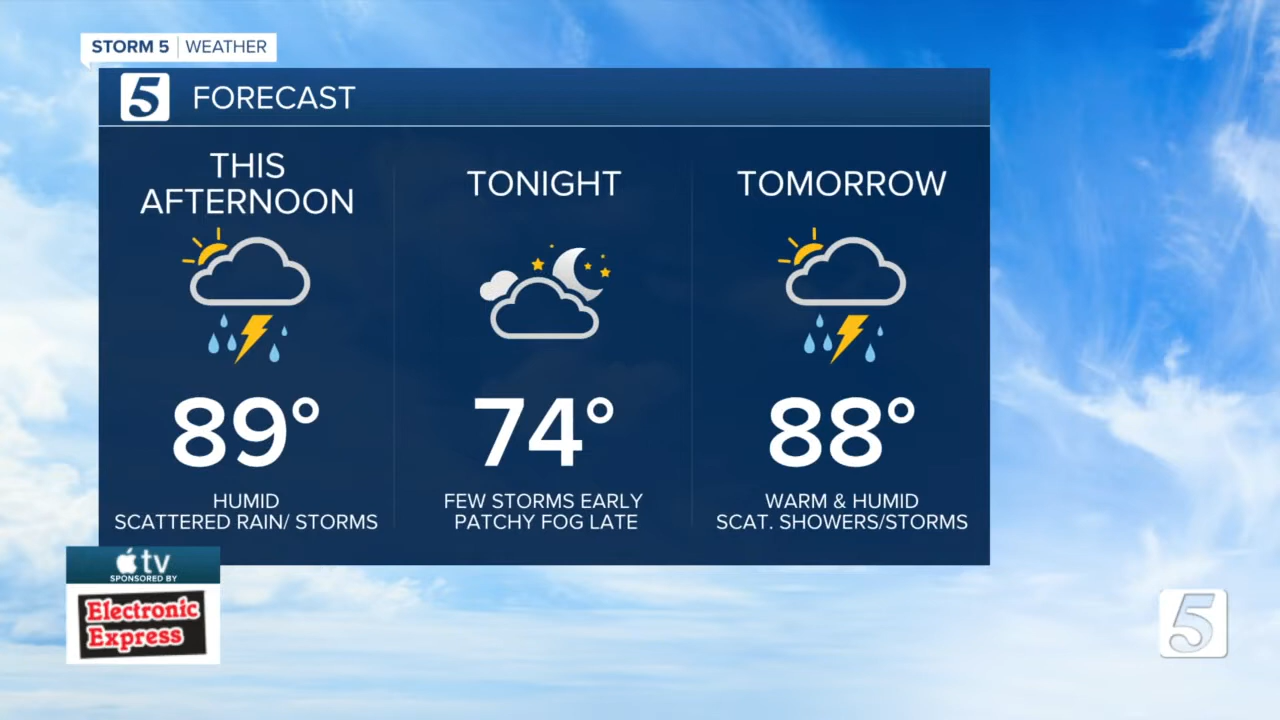 STORM 5 | WEATHER
5 FORECAST
THIS
AFTERNOON
89°
HUMID
SCATTERED RAIN/ STORMS
TONIGHT
74°
FEW STORMS EARLY
PATCHY FOG LATE
TOMORROW
88°
WARM & HUMID
SCAT. SHOWERS/STORMS
tv
SPONSORED BY
Electronic
Express
5